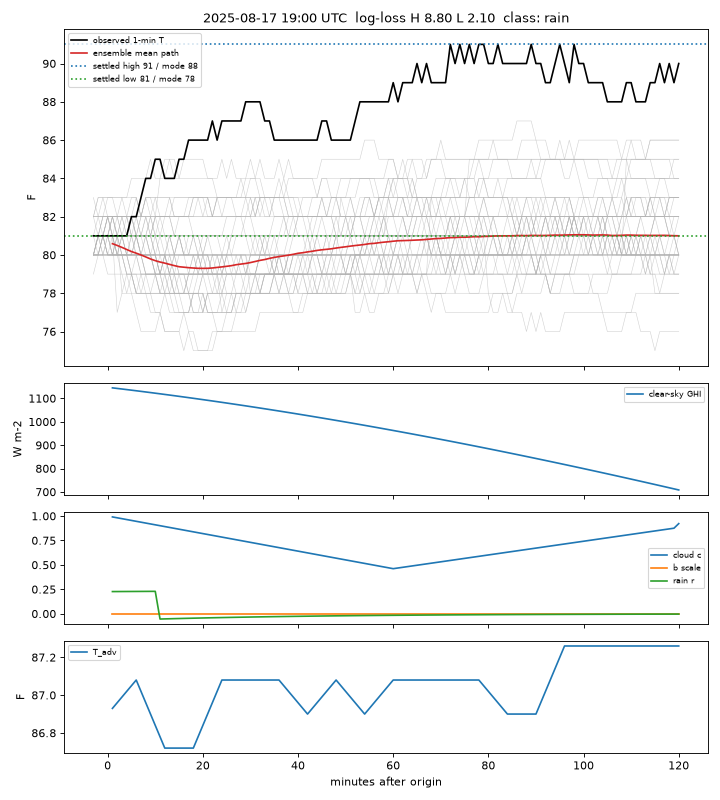 2025-08-17 19:00 UTC  log-loss H 8.80 L 2.10  class: rain
observed 1-min T
ensemble mean path
settled high 91 / mode 88
settled low 81 / mode 78
90
88
86
84
82
80
78
76
F
clear-sky GHI
1100
1000
900
800
700
W m-2
1.00
0.75
0.50
0.25
0.00
cloud c
b scale
rain r
T_adv
87.2
87.0
86.8
F
0
20
40
60
80
100
120
minutes after origin